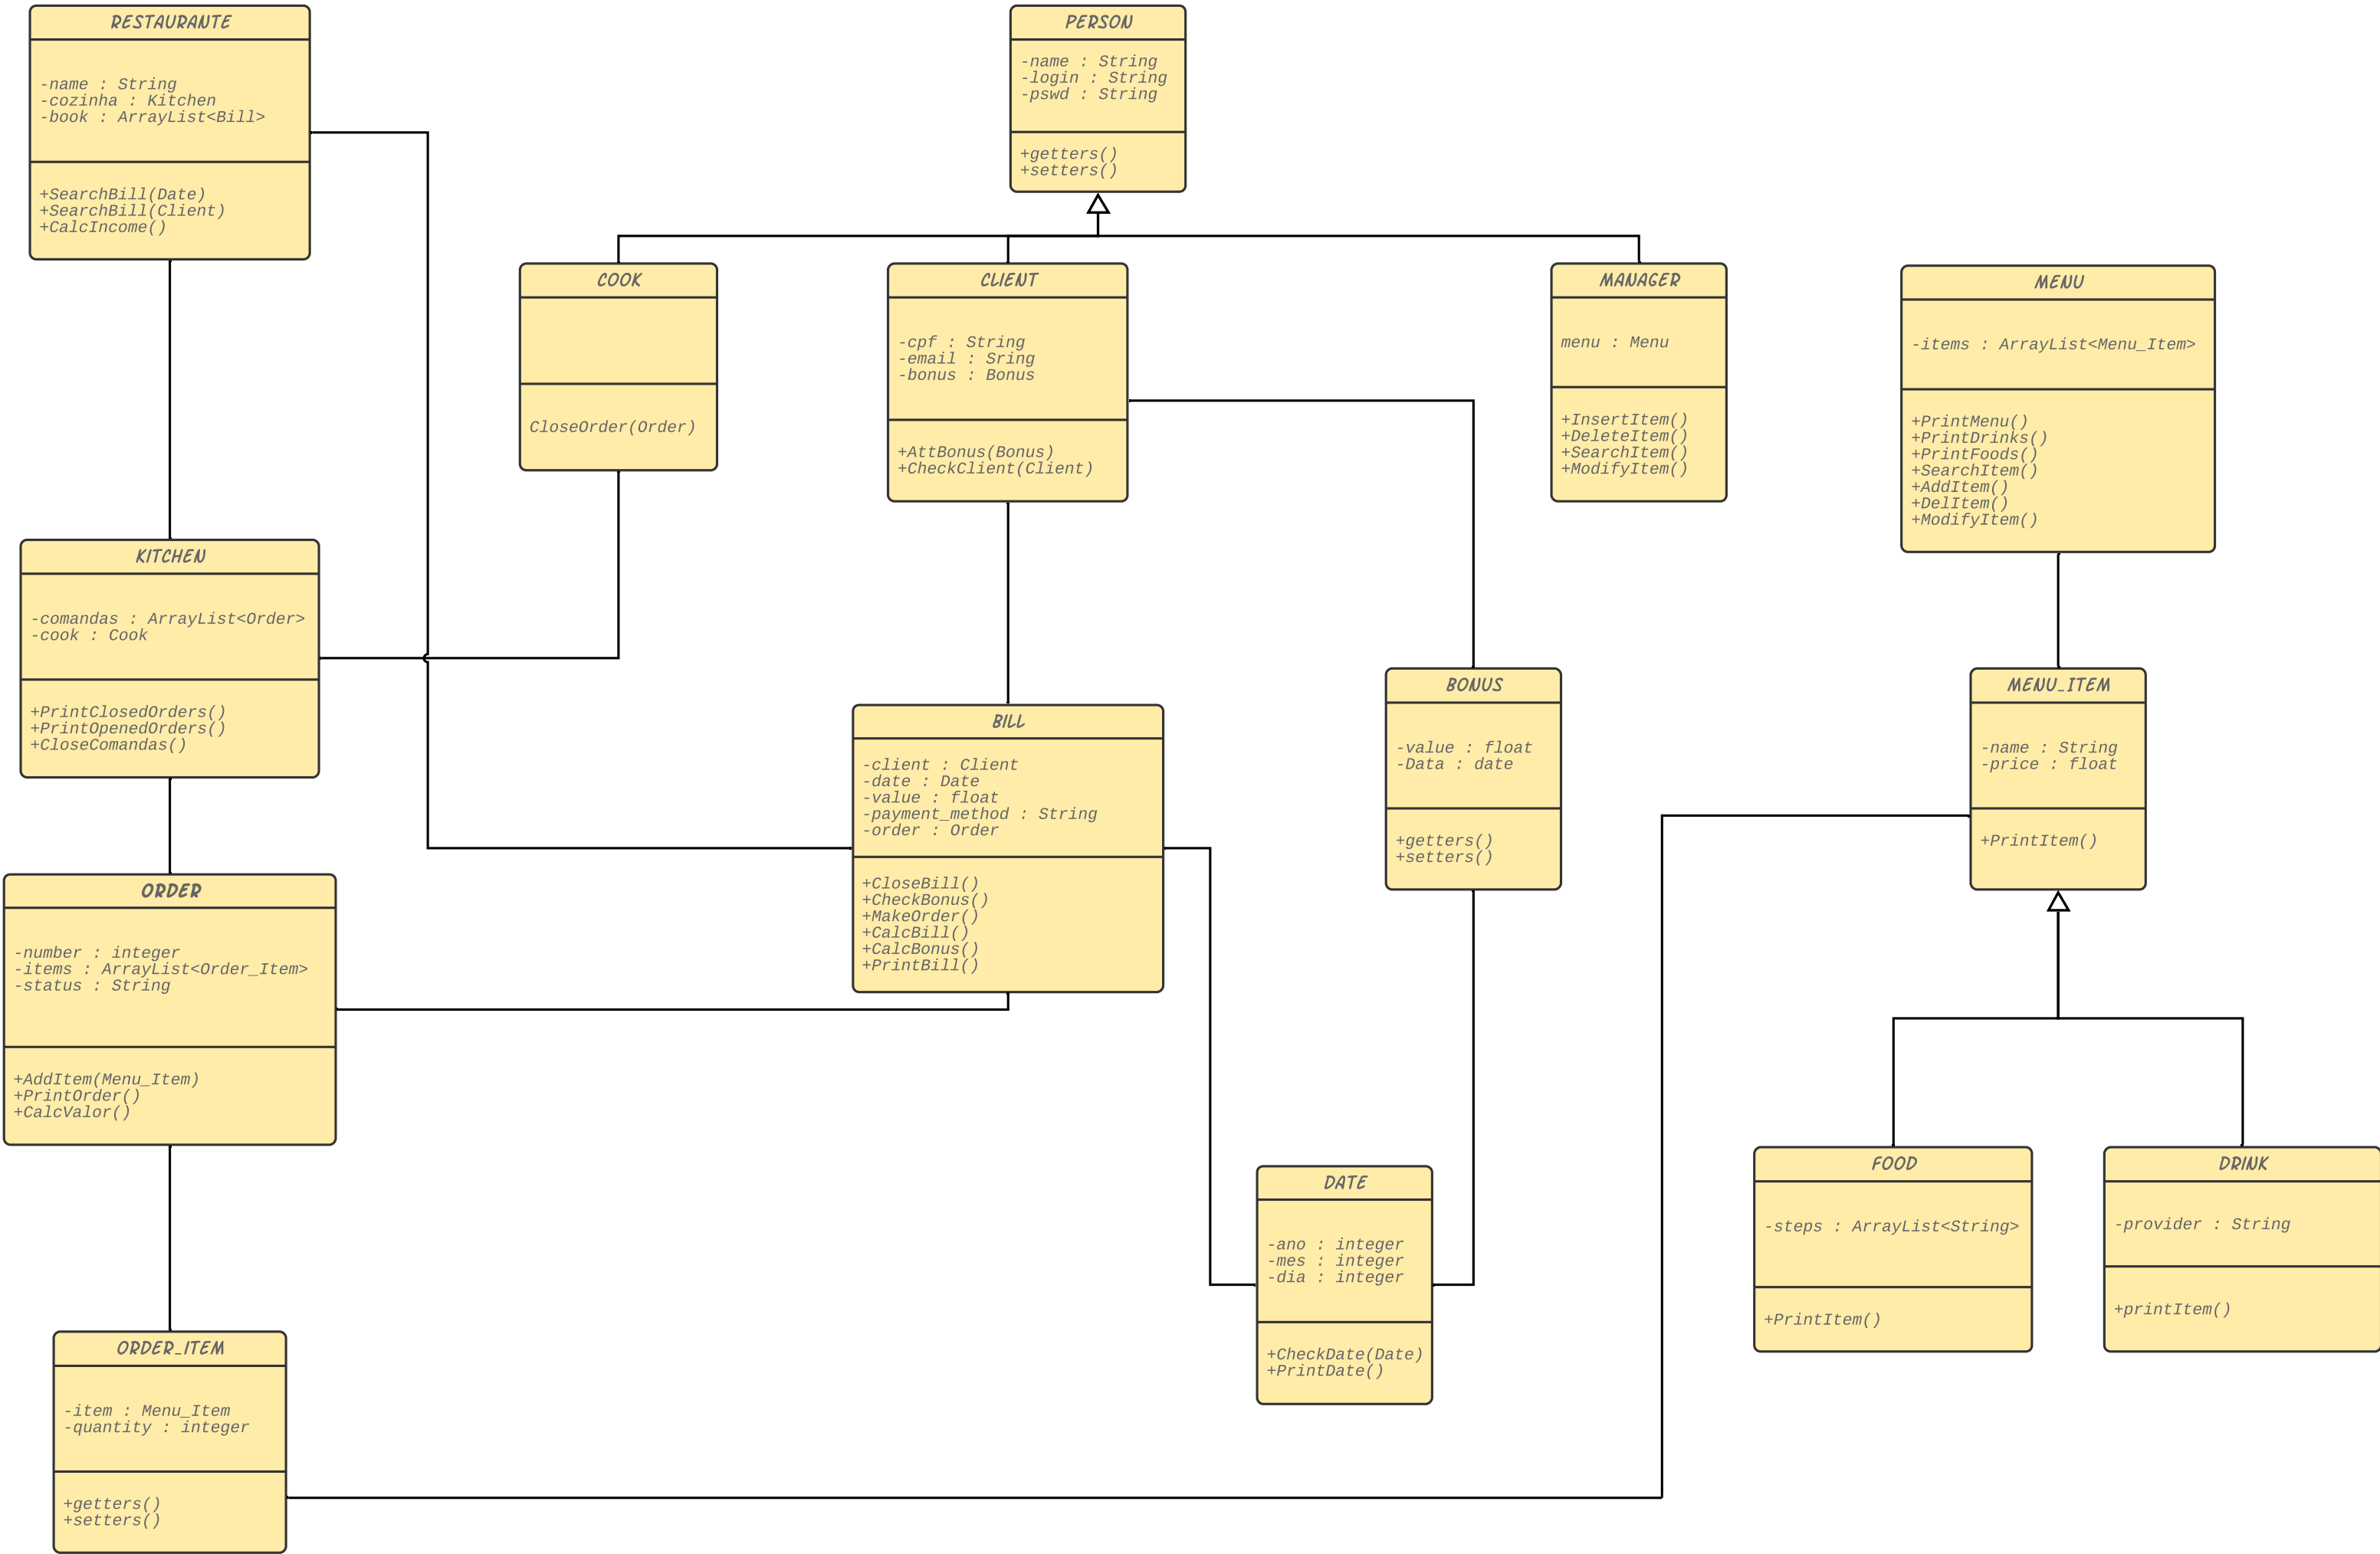 RESTAURANTE
-name : String
-cozinha : Kitchen
-book : ArrayList<Bill>
+SearchBill(Date)
+SearchBill(Client)
+CalcIncome()
PERSON
-name : String
-login : String
-pswd : String
+getters()
+setters()
COOK
CloseOrder(Order)
CLIENT
-cpf : String
-email : Sring
-bonus : Bonus
+AttBonus(Bonus)
+CheckClient(Client)
MANAGER
menu : Menu
+InsertItem()
+DeleteItem()
+SearchItem()
+ModifyItem()
MENU
-items : ArrayList<Menu_Item>
+PrintMenu()
+PrintDrinks()
+PrintFoods()
+SearchItem()
+AddItem()
+DelItem()
+ModifyItem()
KITCHEN
-comandas : ArrayList<Order>
-cook : Cook
+PrintClosedOrders()
+PrintOpenedOrders()
+CloseComandas()
BILL
-client : Client
-date : Date
-value : float
-payment_method : String
-order : Order
+CloseBill()
+CheckBonus()
+MakeOrder()
+CalcBill()
+CalcBonus()
+PrintBill()
BONUS
-value : float
-Data : date
+getters()
+setters()
MENU_ITEM
-name : String
-price : float
+PrintItem()
ORDER
-number : integer
-items : ArrayList<Order_Item>
-status : String
+AddItem(Menu_Item)
+PrintOrder()
+CalcValor()
DATE
-ano : integer
-mes : integer
-dia : integer
+CheckDate(Date)
+PrintDate()
FOOD
-steps : ArrayList<String>
+PrintItem()
DRINK
-provider : String
+printItem()
ORDER_ITEM
-item : Menu_Item
-quantity : integer
+getters()
+setters()